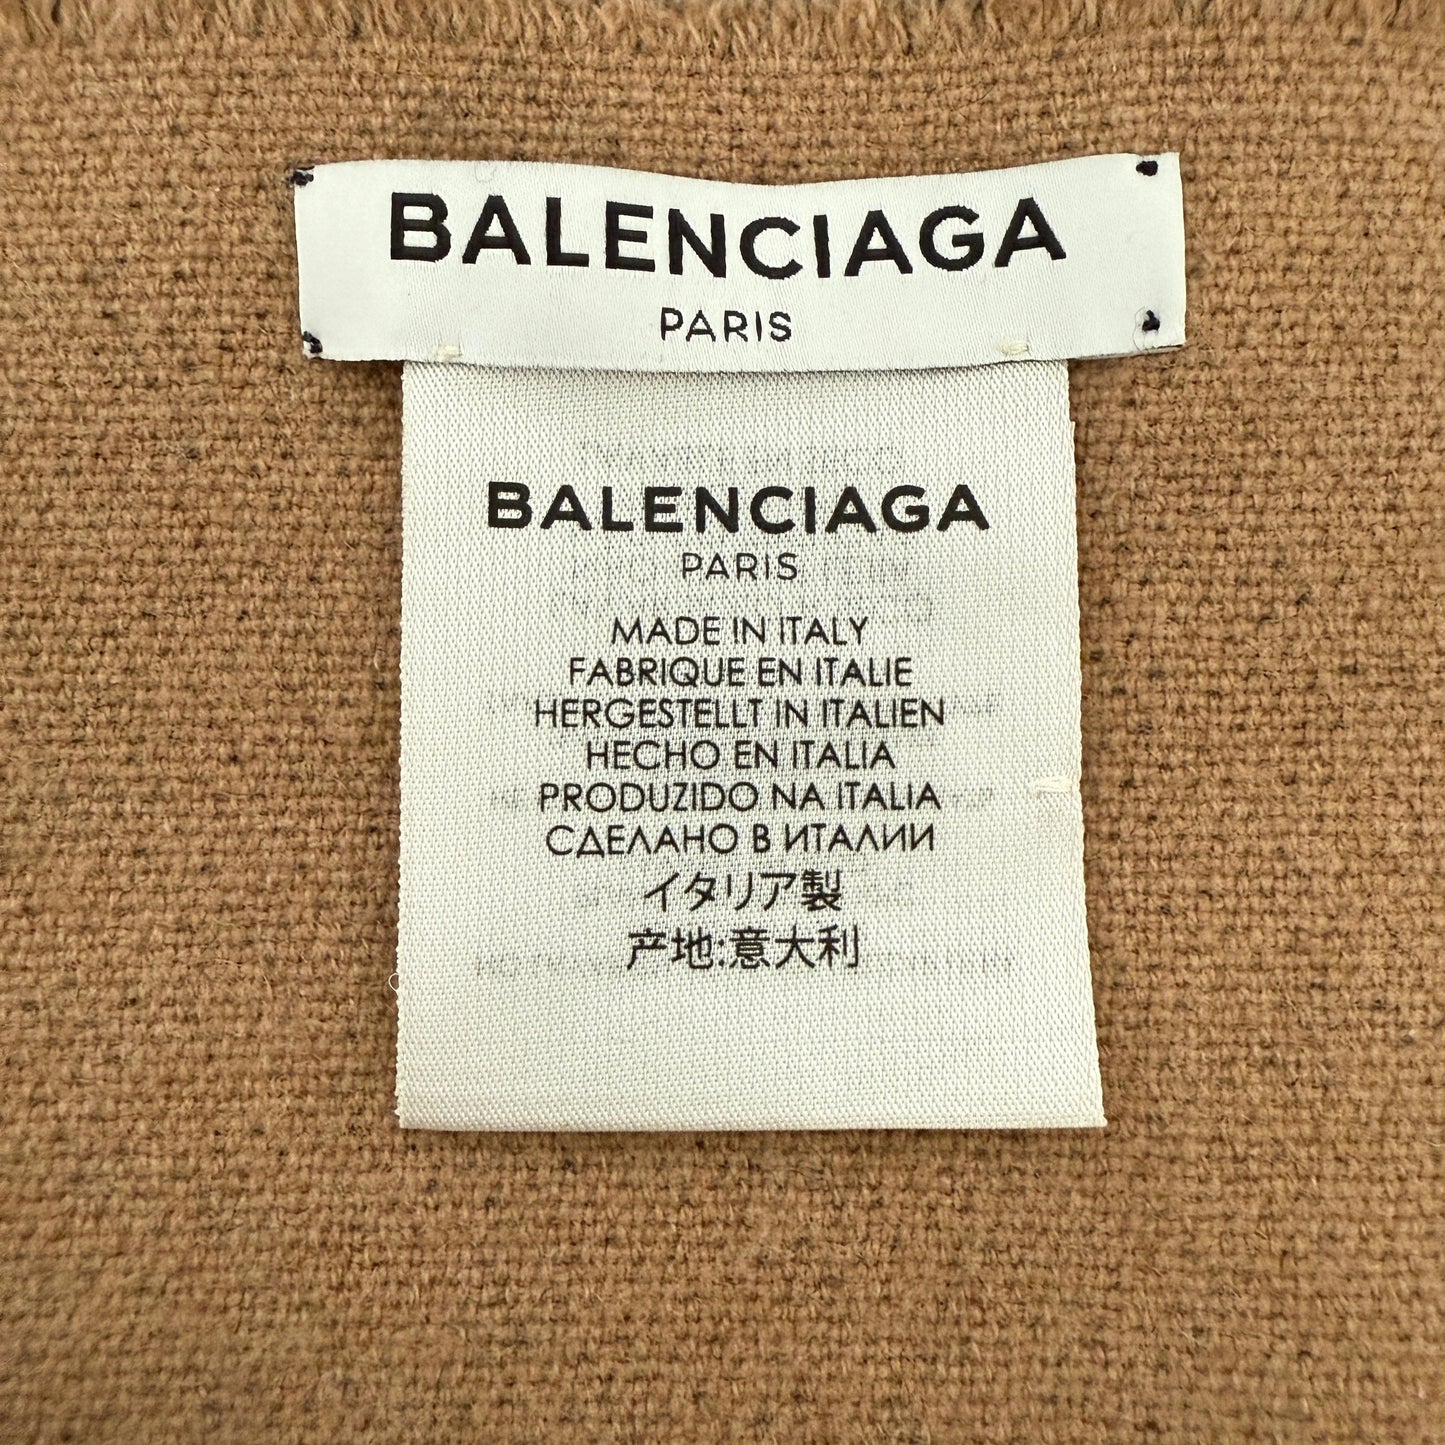 BALENCIAGA
PARIS
BALENCIAGA
PARIS
MADE IN ITALY
FABRIQUE EN ITALIE
HERGESTELLT IN ITALIEN
HECHO EN ITALIA
PRODUZIDO NA ITALIA
СДЕЛАНО В ИТАЛИИ
イタリア製
产地:意大利